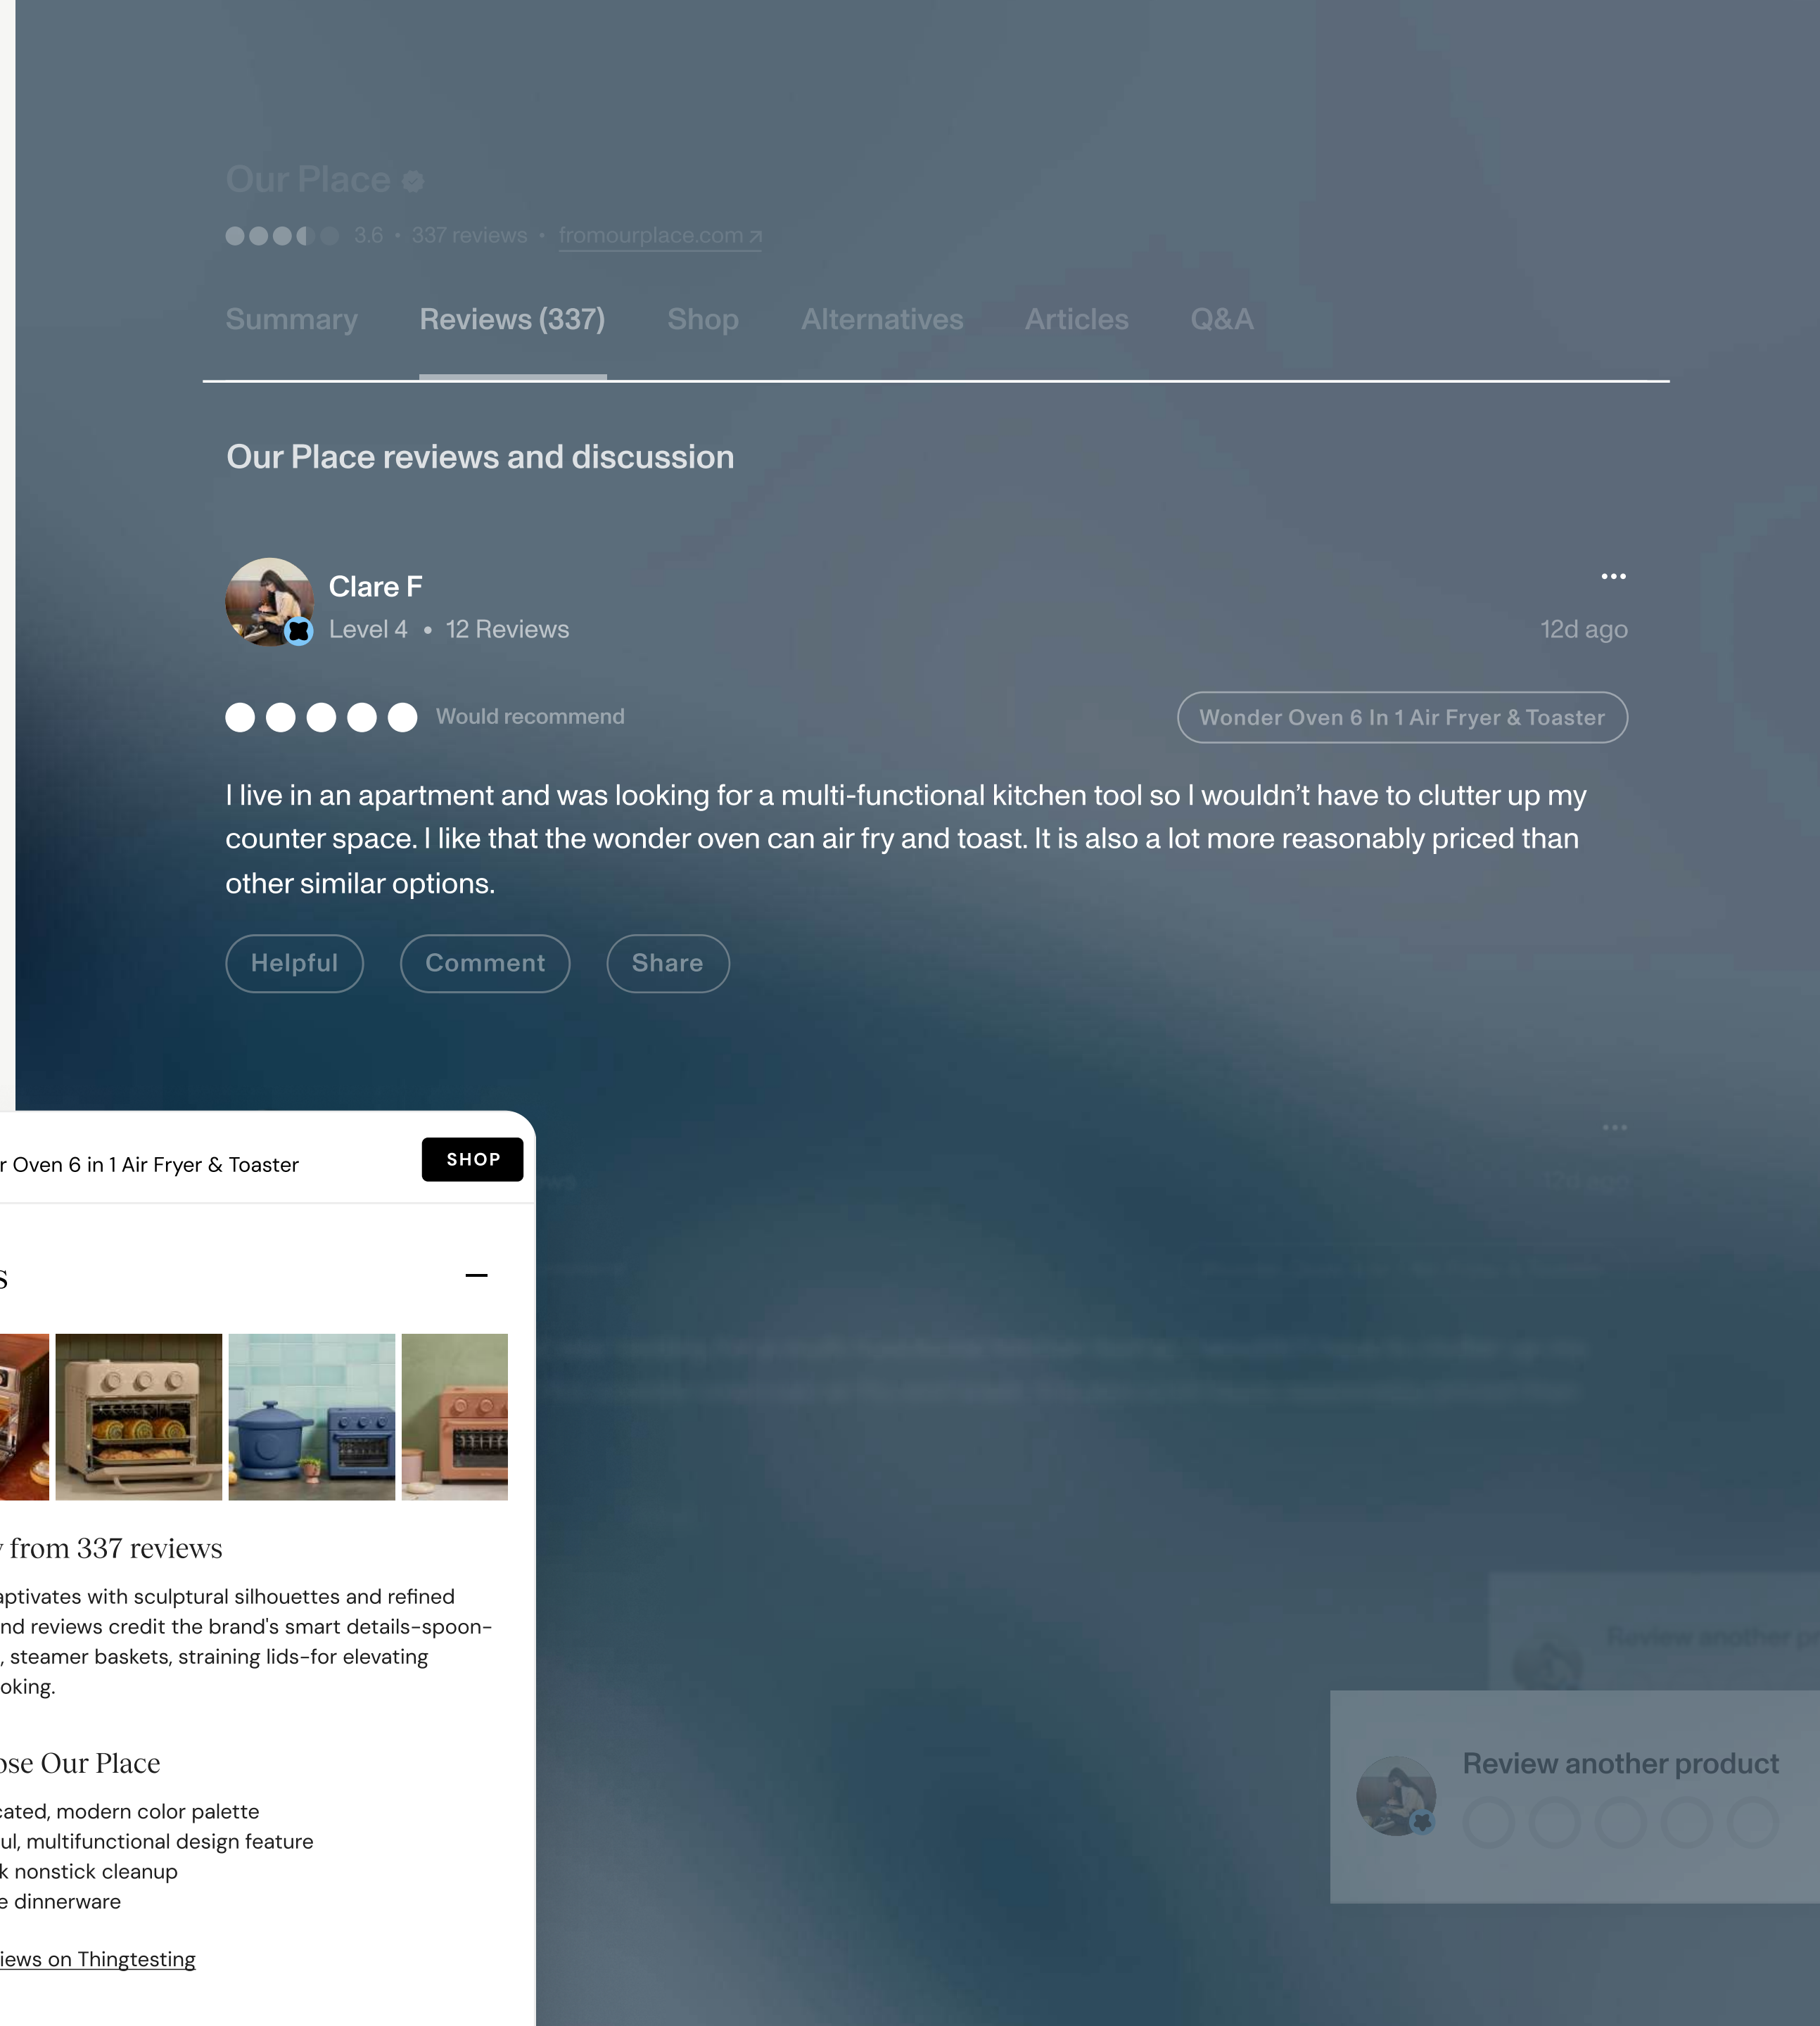 Our Place
3.6 • 337 reviews • fromourplace.com
Summary Reviews (337) Shop Alternatives Articles Q&A
Our Place reviews and discussion
Clare F
Level 4 • 12 Reviews
12d ago
Would recommend
Wonder Oven 6 In 1 Air Fryer & Toaster
I live in an apartment and was looking for a multi-functional kitchen tool so I wouldn’t have to clutter up my
counter space. I like that the wonder oven can air fry and toast. It is also a lot more reasonably priced than
other similar options.
Helpful Comment Share
r Oven 6 in 1 Air Fryer & Toaster
SHOP
s
12d ago
y from 337 reviews
aptivates with sculptural silhouettes and refined
nd reviews credit the brand's smart details-spoon-
, steamer baskets, straining lids-for elevating
oking.
ose Our Place
cated, modern color palette
ul, multifunctional design feature
k nonstick cleanup
e dinnerware
iews on Thingtesting
Review another pr
Review another product